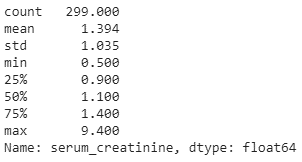 count   299.000
mean      1.394
std       1.035
min       0.500
25%       0.900
50%       1.100
75%       1.400
max       9.400
Name: serum_creatinine, dtype: float64